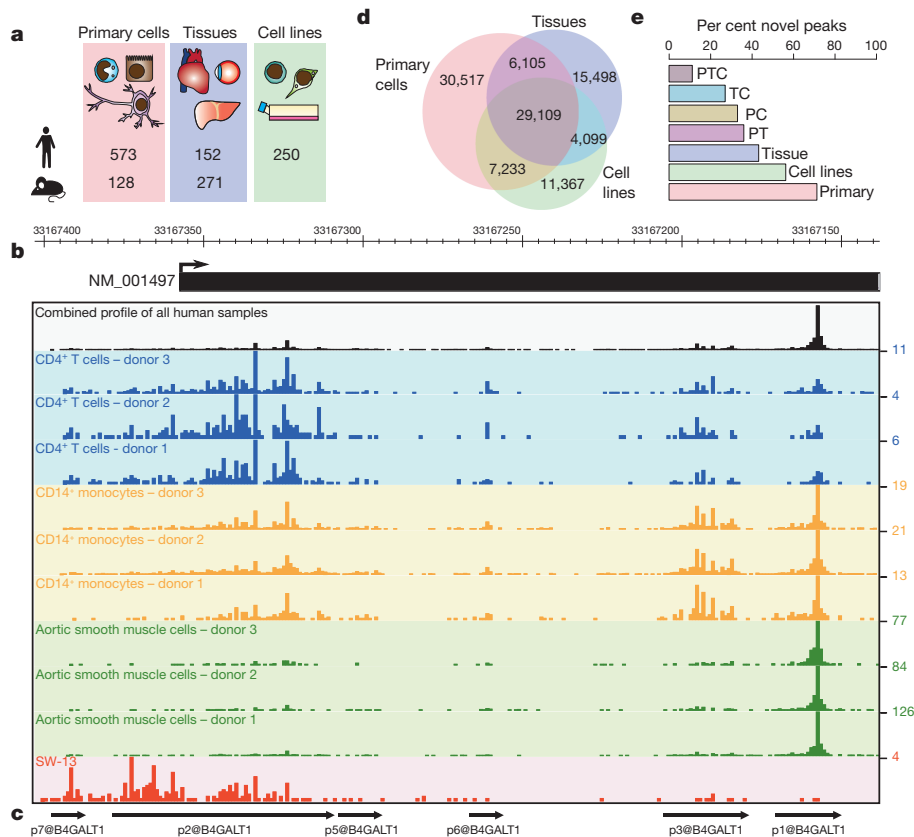 a
Primary cells Tissues Cell lines
573 152 250
128 271
d
Tissues
Primary cells
30,517
6,105
15,498
29,109
4,099
7,233
11,367
Cell lines
e
Per cent novel peaks
0 20 40 60 80 100
PTC
TC
PC
PT
Tissue
Cell lines
Primary
b
33167400 33167350 33167300 33167250 33167200 33167150
NM_001497
Combined profile of all human samples
11
CD4+ T cells – donor 3
4
CD4+ T cells – donor 2
6
CD4+ T cells - donor 1
19
CD14+ monocytes – donor 3
21
CD14+ monocytes – donor 2
13
CD14+ monocytes – donor 1
77
Aortic smooth muscle cells – donor 3
84
Aortic smooth muscle cells – donor 2
126
Aortic smooth muscle cells – donor 1
4
SW-13
c
p7@B4GALT1 p2@B4GALT1 p5@B4GALT1 p6@B4GALT1 p3@B4GALT1 p1@B4GALT1